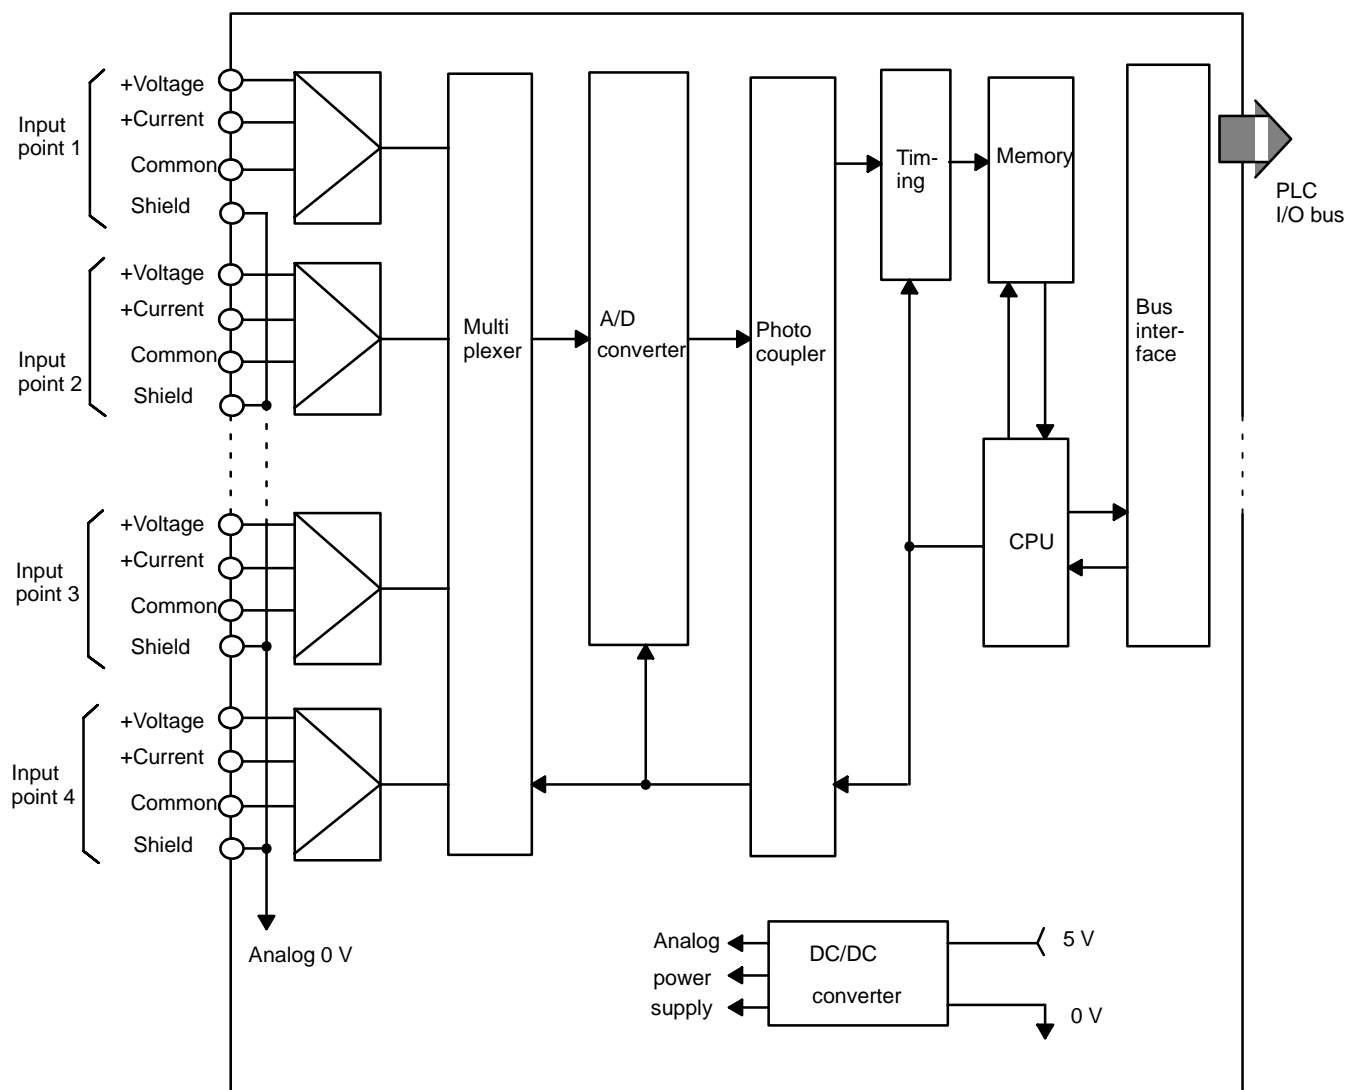 +Voltage
+Current
Common
Shield
Input
point 1
+Voltage
+Current
Common
Shield
Input
point 2
+Voltage
+Current
Common
Shield
Input
point 3
+Voltage
+Current
Common
Shield
Input
point 4
Analog 0 V
Multi
plexer
A/D
converter
Photo
coupler
Tim-
ing
Memory
CPU
Bus
inter-
face
PLC
I/O bus
Analog
power
supply
DC/DC
converter
5 V
0 V